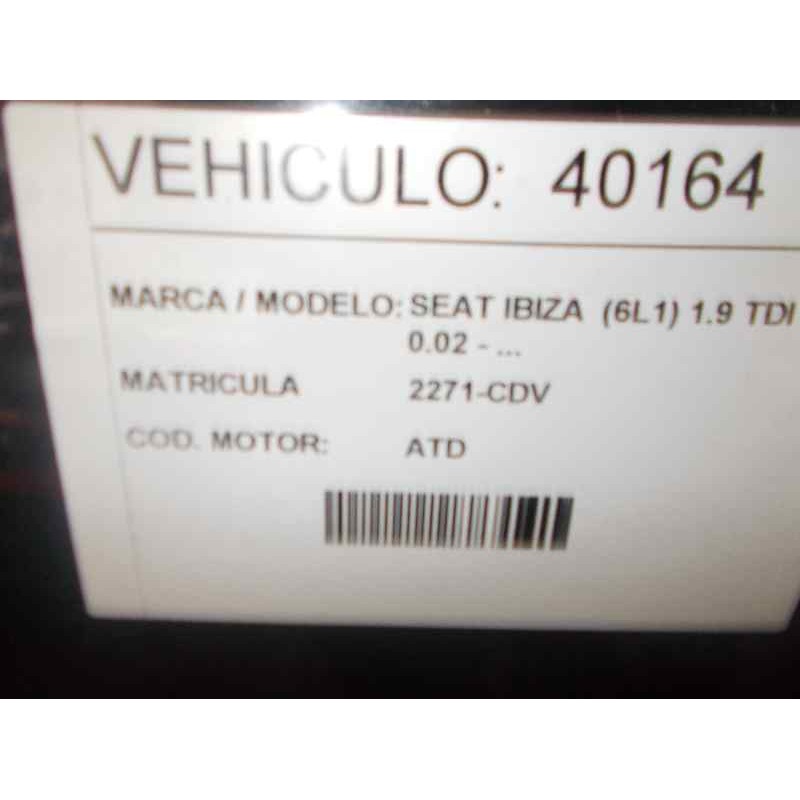 VEHICULO: 40164
MARCA / MODELO: SEAT IBIZA (6L1) 1.9 TDI
0.02 - ...
MATRICULA 2271-CDV
COD. MOTOR: ATD